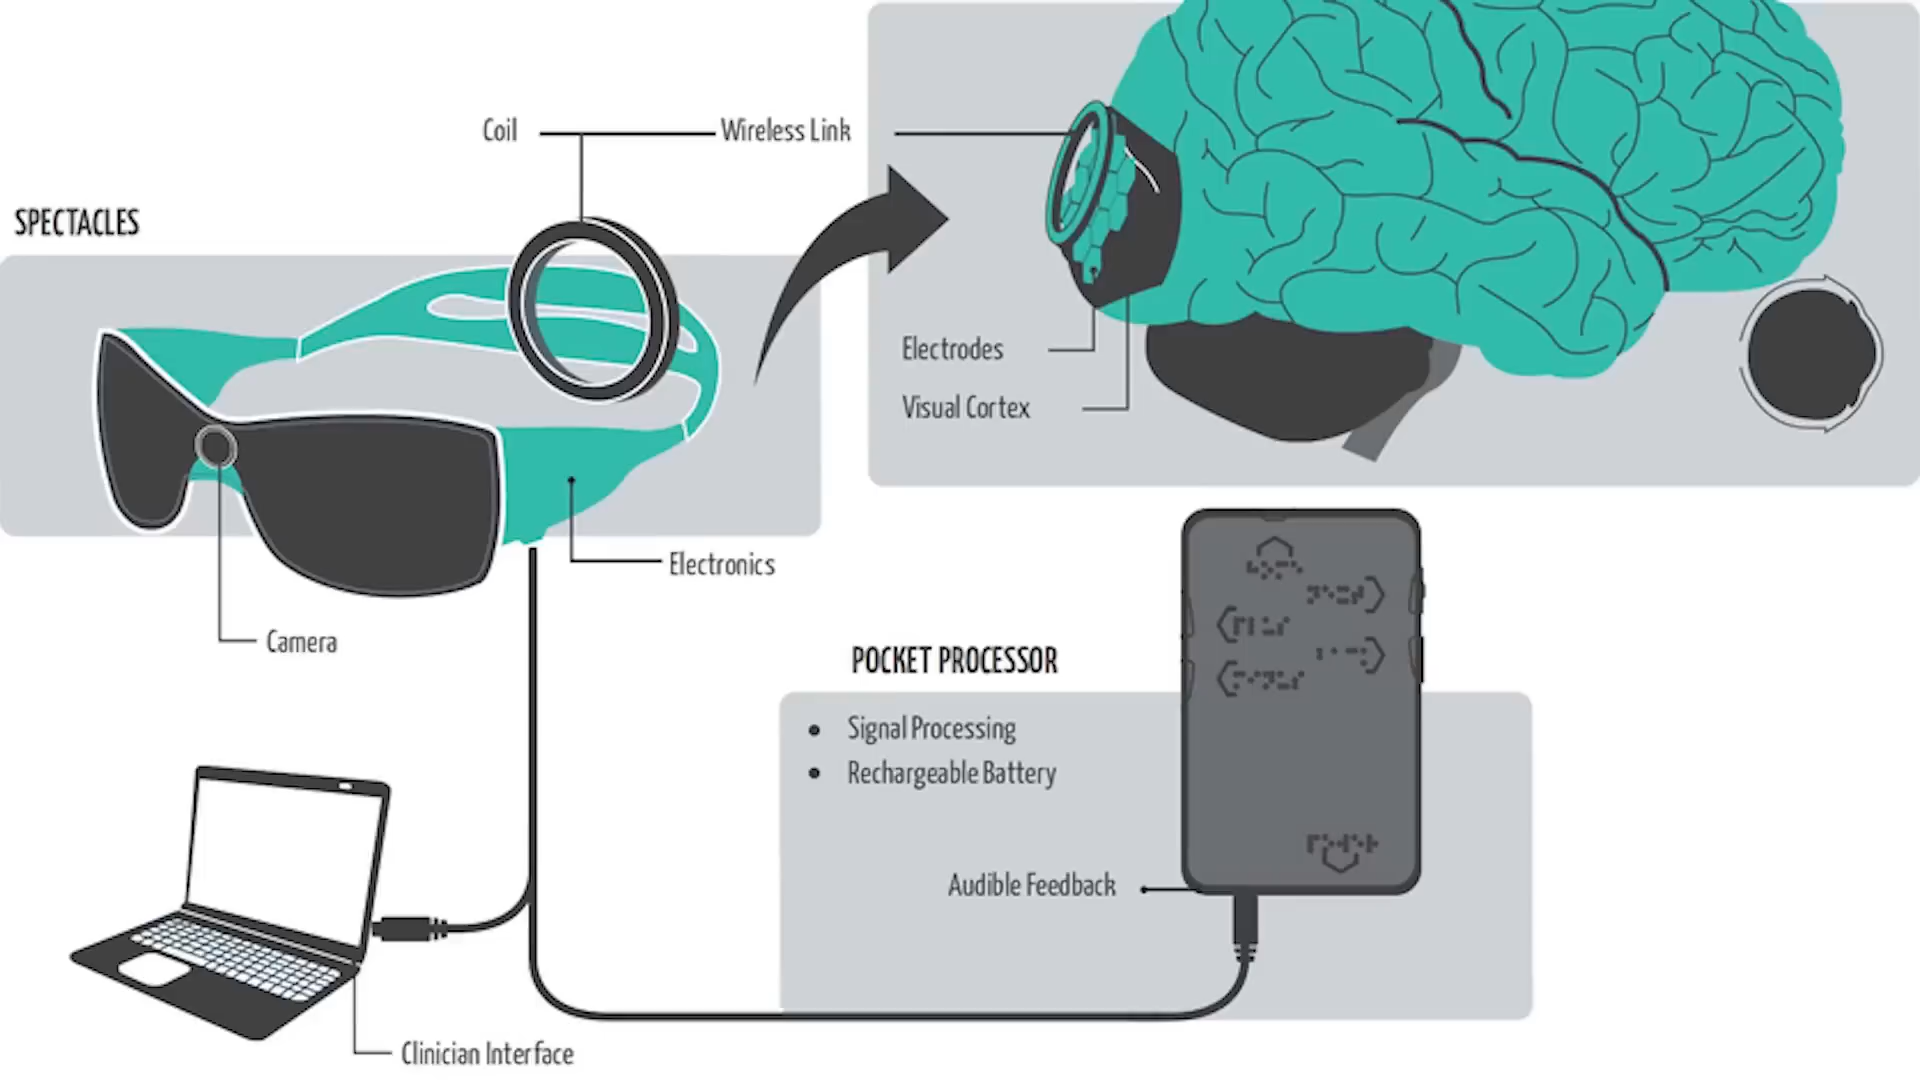 Coil
Wireless Link
SPECTACLES
Electrodes
Visual Cortex
Electronics
Camera
POCKET PROCESSOR
• Signal Processing
• Rechargeable Battery
Audible Feedback
Clinician Interface